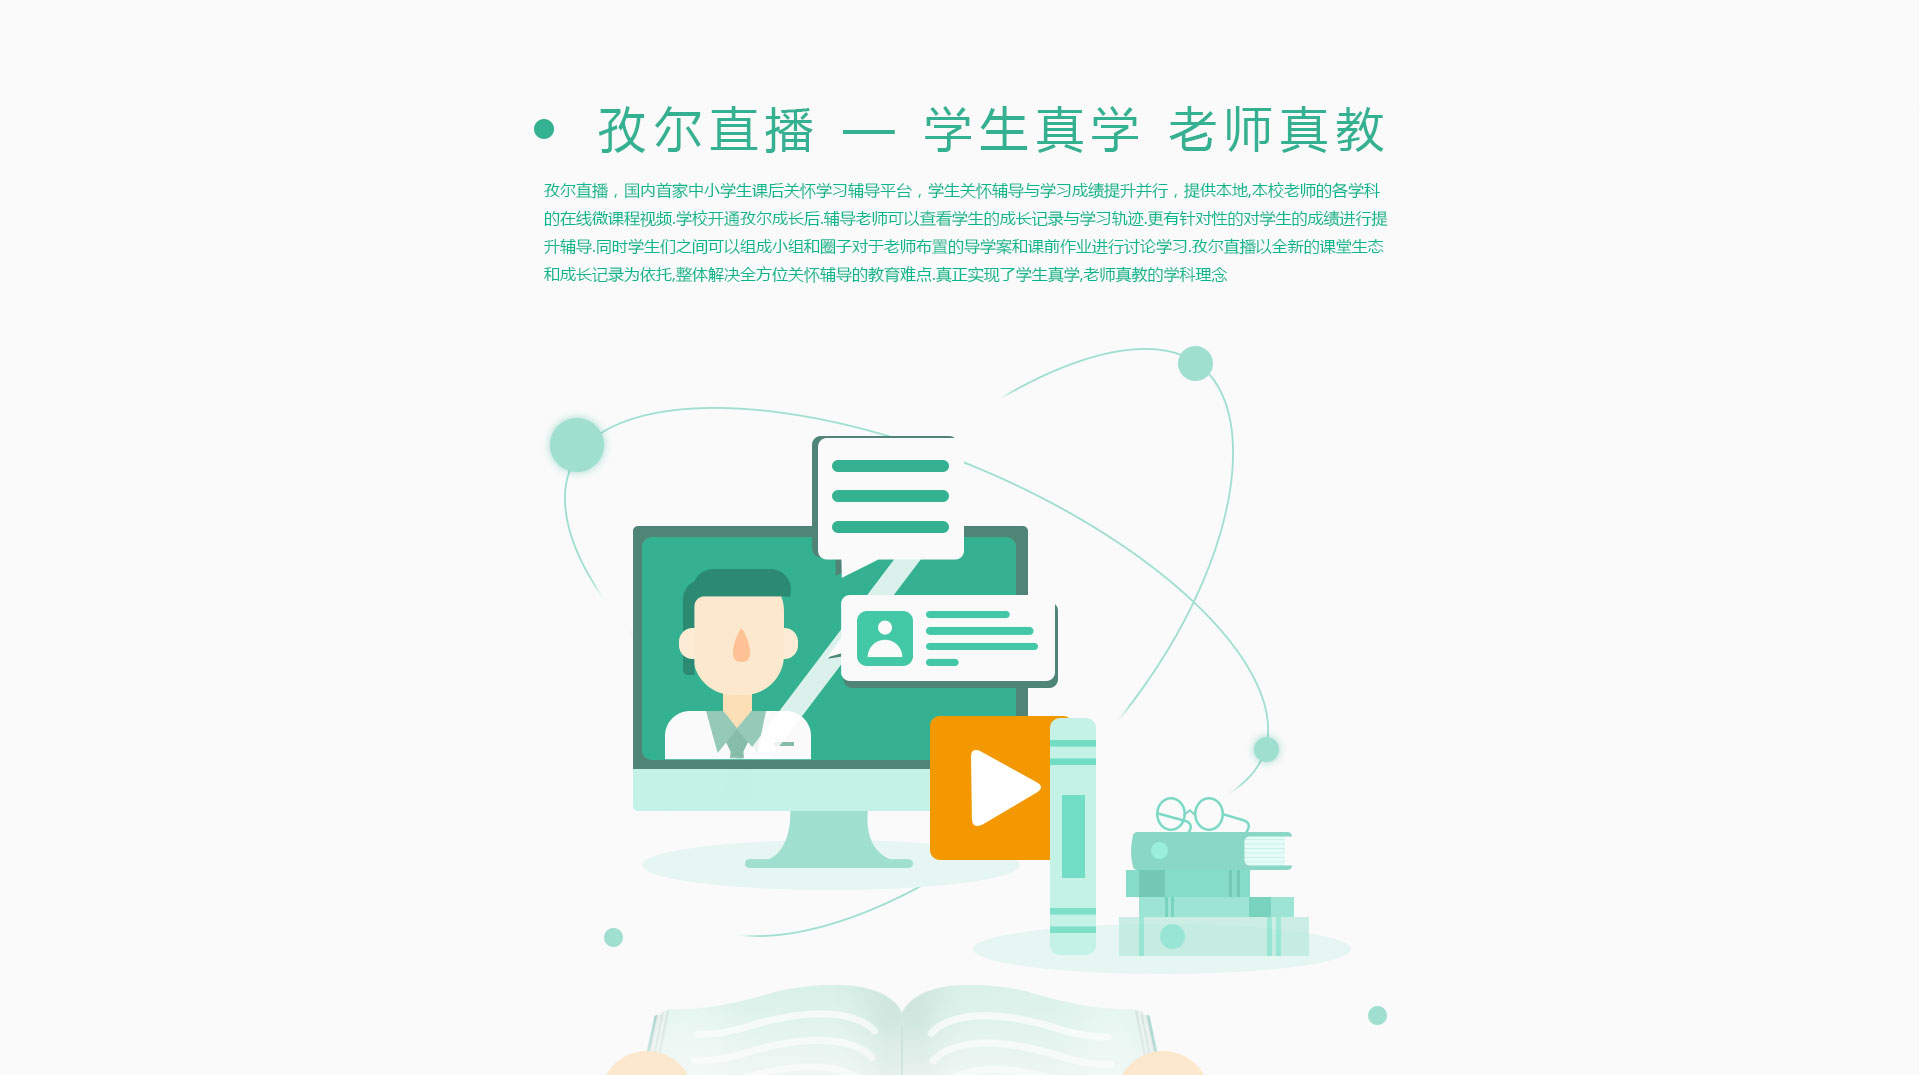 孜尔直播 — 学生真学 老师真教
孜尔直播，国内首家中小学生课后关怀学习辅导平台，学生关怀辅导与学习成绩提升并行，提供本地,本校老师的各学科
的在线微课程视频.学校开通孜尔成长后.辅导老师可以查看学生的成长记录与学习轨迹.更有针对性的对学生的成绩进行提
升辅导.同时学生们之间可以组成小组和圈子对于老师布置的导学案和课前作业进行讨论学习.孜尔直播以全新的课堂生态
和成长记录为依托,整体解决全方位关怀辅导的教育难点.真正实现了学生真学,老师真教的学科理念